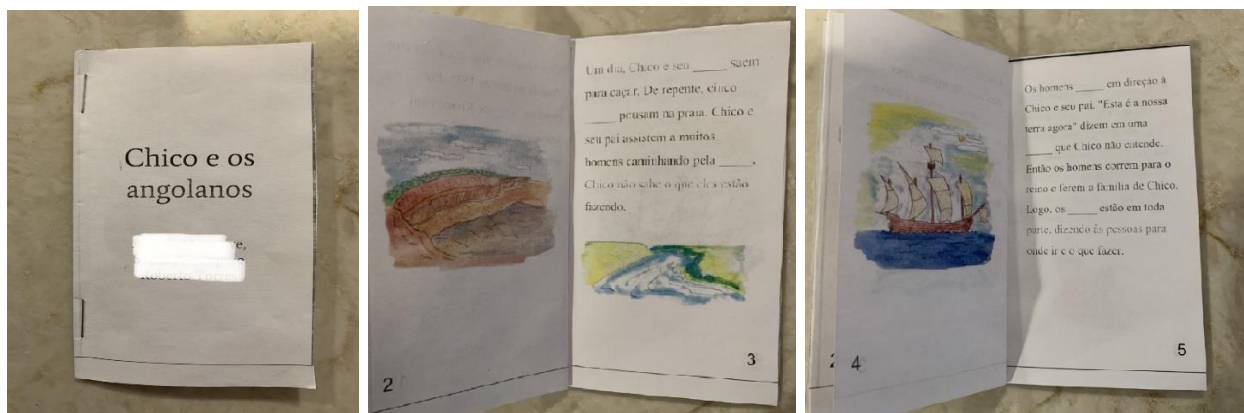 Chico e os
angolanos
Um dia, Chico e seu _____ saem
para caçar. De repente, cinco
_____ pousam na praia. Chico e
seu pai assistem a muitos
homens caminhando pela _____.
Chico não sabe o que eles estão
fazendo.
2
3
Os homens _____ em direção à
Chico e seu pai. "Esta é a nossa
terra agora" dizem em uma
_____ que Chico não entende.
Então os homens correm para o
reino e ferem a família de Chico.
Logo, os _____ estão em toda
parte, dizendo às pessoas para
onde ir e o que fazer.
2
4
5